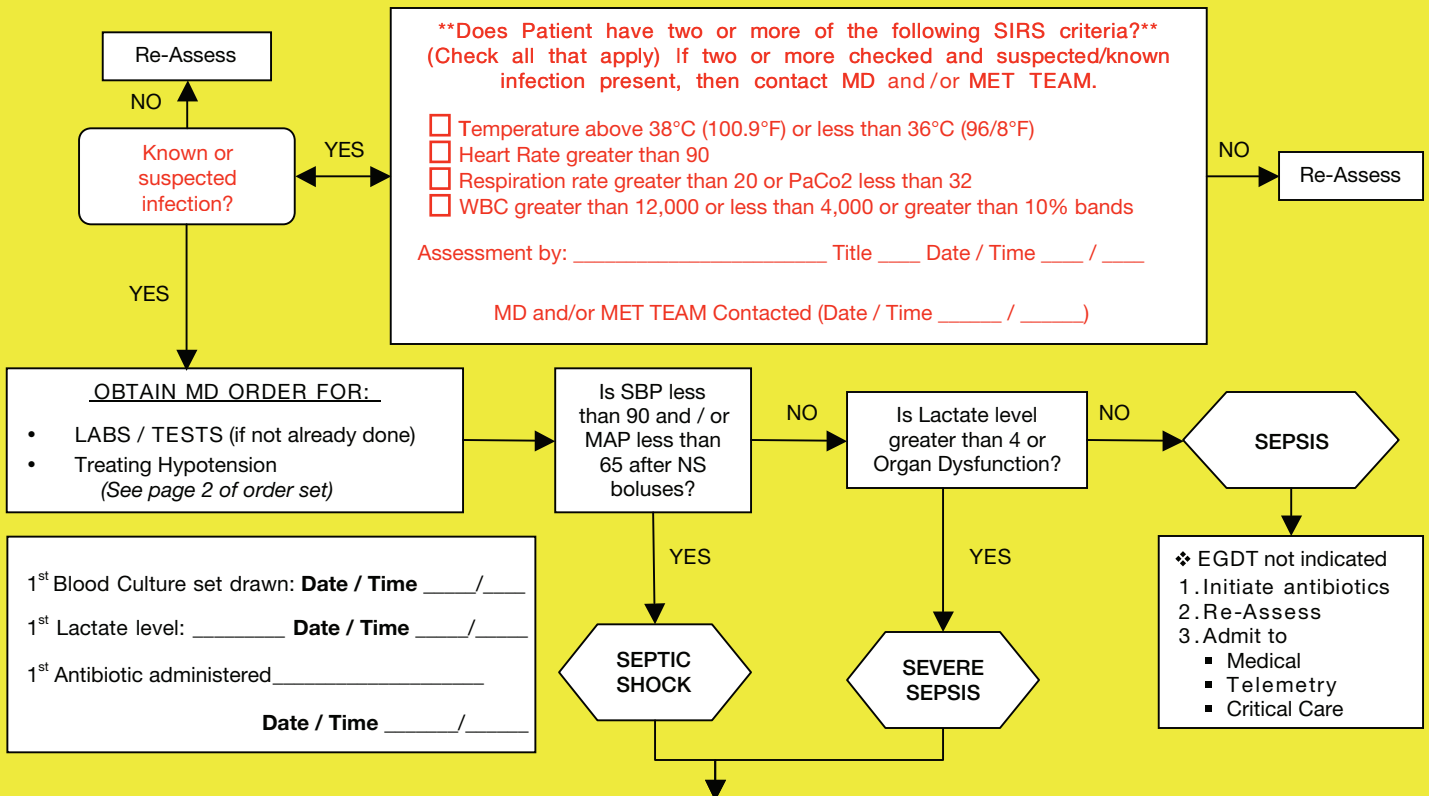 Re-Assess
NO
Known or
suspected
infection?
YES
**Does Patient have two or more of the following SIRS criteria?**
(Check all that apply) If two or more checked and suspected/known
infection present, then contact MD and/or MET TEAM.
Temperature above 38°C (100.9°F) or less than 36°C (96/8°F)
Heart Rate greater than 90
Respiration rate greater than 20 or PaCo2 less than 32
WBC greater than 12,000 or less than 4,000 or greater than 10% bands
Assessment by: ______________________ Title ____ Date / Time ____ / ____
MD and/or MET TEAM Contacted (Date / Time ______ / ______)
NO
Re-Assess
YES
OBTAIN MD ORDER FOR:
• LABS / TESTS (if not already done)
• Treating Hypotension
(See page 2 of order set)
Is SBP less
than 90 and / or
MAP less than
65 after NS
boluses?
NO
Is Lactate level
greater than 4 or
Organ Dysfunction?
NO
SEPSIS
1st Blood Culture set drawn: Date / Time _____/____
1st Lactate level: _________ Date / Time _____/_____
1st Antibiotic administered____________________
Date / Time _______/______
YES
SEPTIC
SHOCK
YES
SEVERE
SEPSIS
❖ EGDT not indicated
1. Initiate antibiotics
2. Re-Assess
3. Admit to
▪ Medical
▪ Telemetry
▪ Critical Care